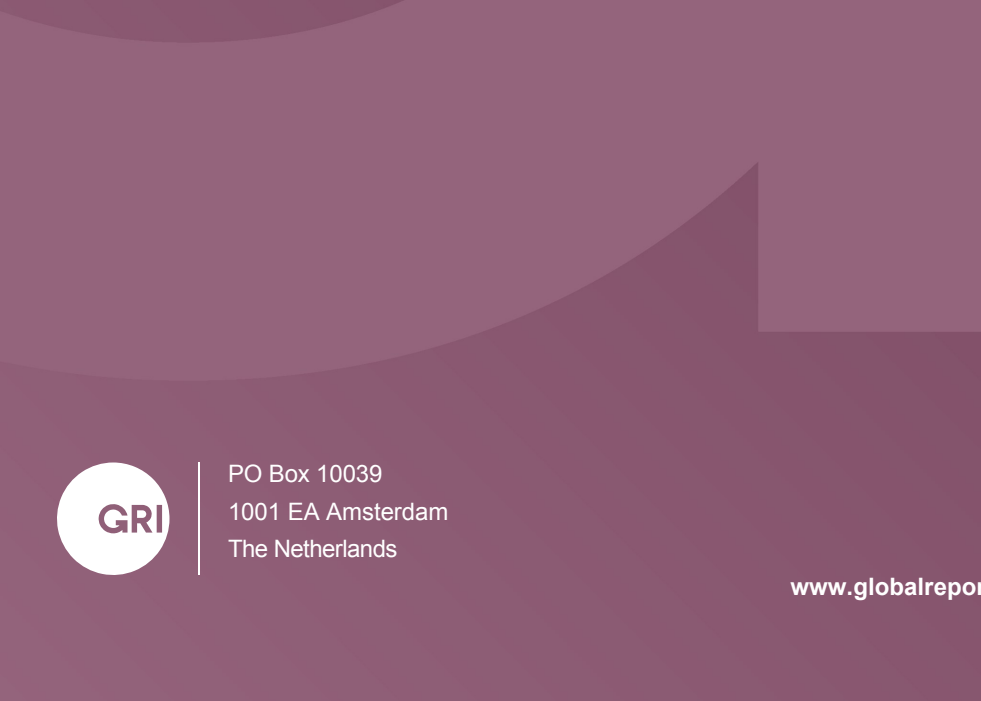 GRI
PO Box 10039
1001 EA Amsterdam
The Netherlands
www.globalrepor